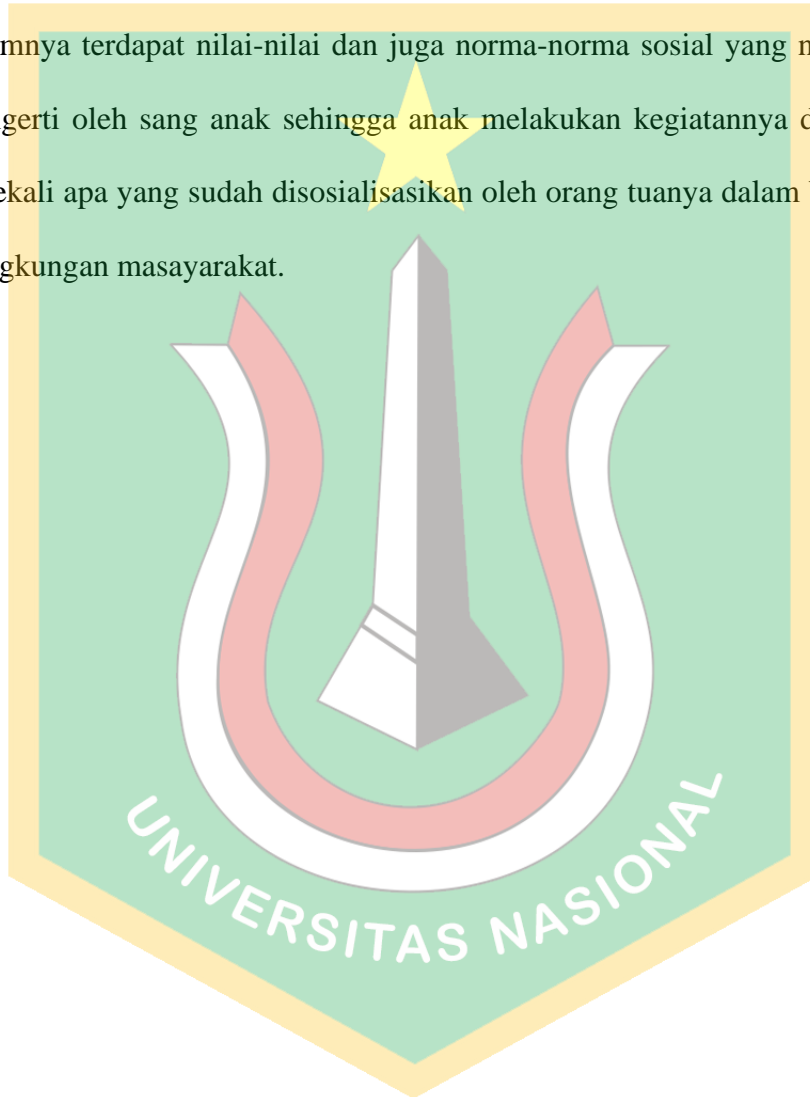 mnya terdapat nilai-nilai dan juga norma-norma sosial yang
gerti oleh sang anak sehingga anak melakukan kegiatannya
ekali apa yang sudah disosialisasikan oleh orang tuanya dalam
gkungan masayarakat.
UNIVERSITAS NASIONAL